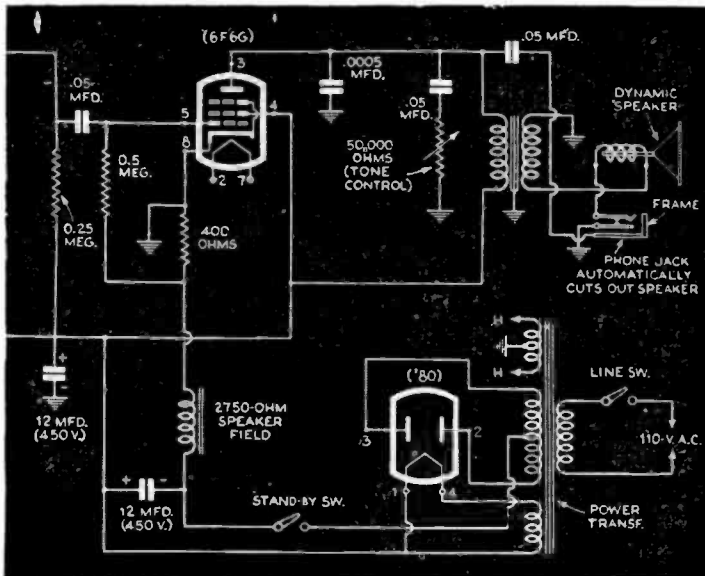 (6F6G)
3
.05
MFD.
5
4
8
2 7
0.5
MEG.
0.25
MEG.
400
OHMS
.0005
MFD.
.05
MFD.
50,000
OHMS
(TONE
CONTROL)
.05 MFD.
DYNAMIC
SPEAKER
FRAME
PHONE JACK
AUTOMATICALLY
CUTS OUT SPEAKER
+
-
12 MFD.
(450 V.)
2750-OHM
SPEAKER
FIELD
+ -
12 MFD.
(450 V.)
STAND-BY SW.
('80)
3
2
1
4
H
H
LINE SW.
110-V. A.C.
POWER
TRANSF.